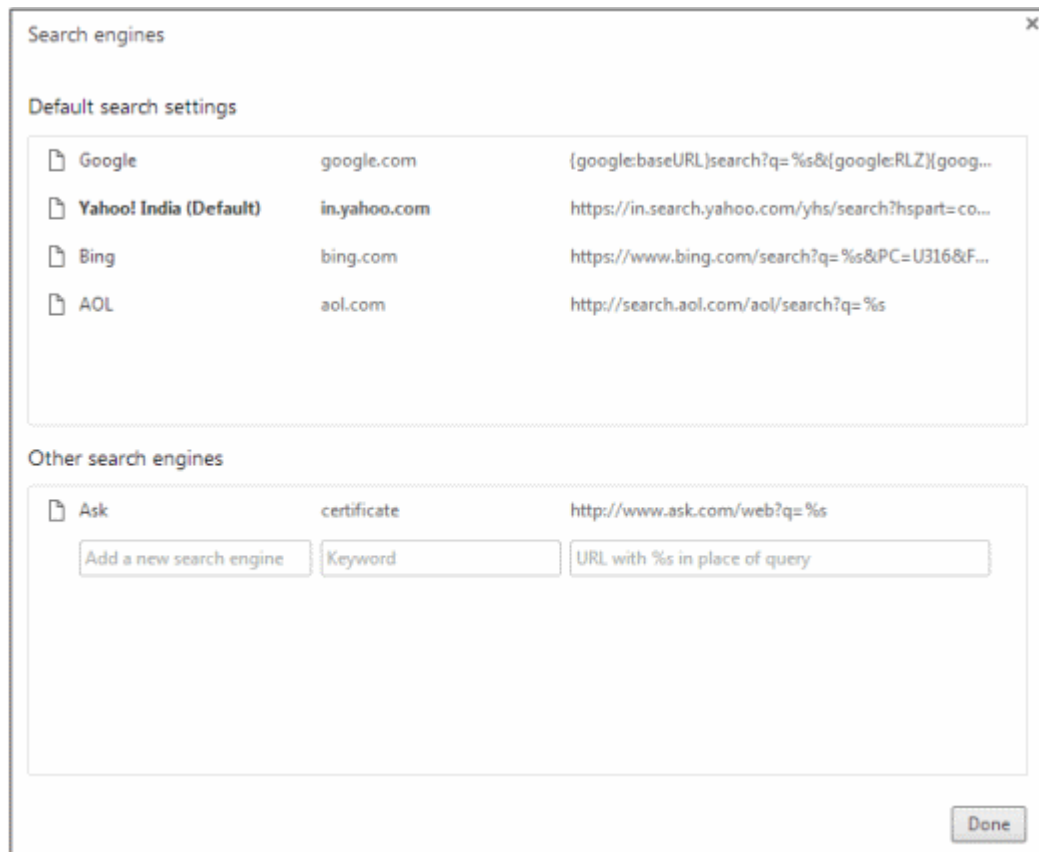 Search engines
Default search settings
Google google.com {google:baseURL}search?q=%s&{google:RLZ}{goog...
Yahoo! India (Default) in.yahoo.com https://in.search.yahoo.com/yhs/search?hspart=co...
Bing bing.com https://www.bing.com/search?q=%s&PC=U316&F...
AOL aol.com http://search.aol.com/aol/search?q=%s
Other search engines
Ask certificate http://www.ask.com/web?q=%s
Add a new search engine Keyword URL with %s in place of query
Done